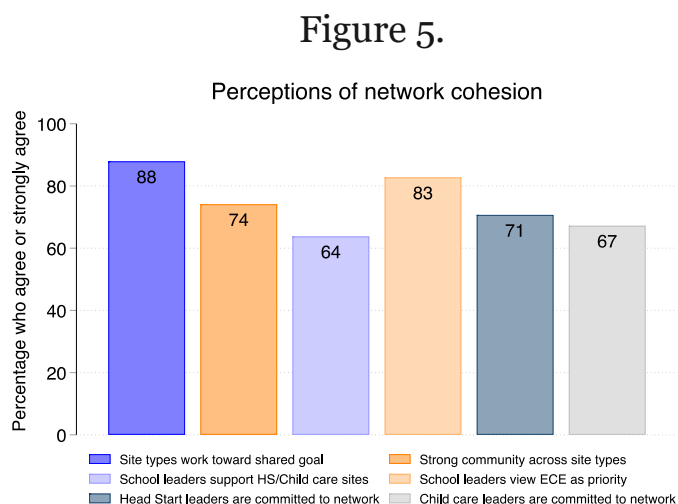 Figure 5.
Perceptions of network cohesion
Percentage who agree or strongly agree
100
80
60
40
20
0
88
74
64
83
71
67
Site types work toward shared goal
Strong community across site types
School leaders support HS/Child care sites
School leaders view ECE as priority
Head Start leaders are committed to network
Child care leaders are committed to network